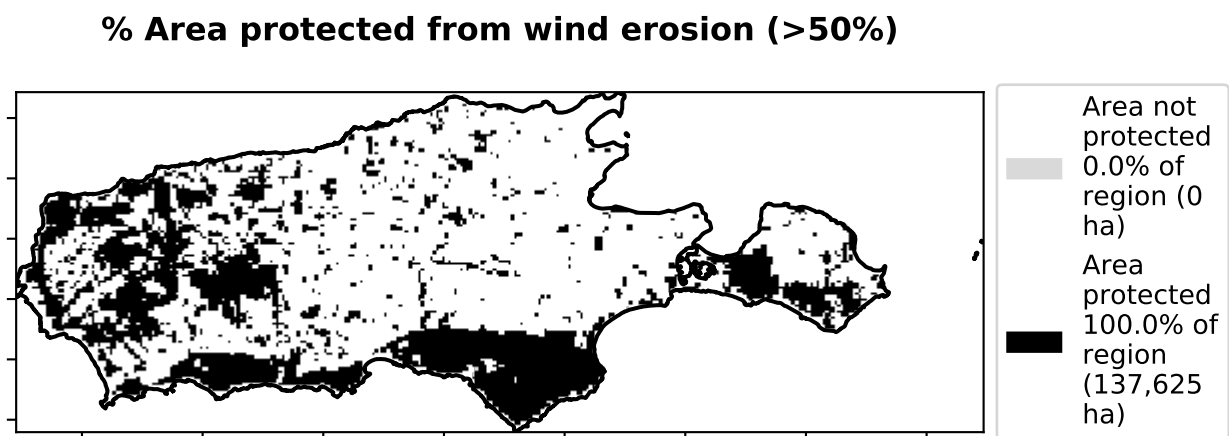 % Area protected from wind erosion (>50%)
Area not
protected
0.0% of
region (0
ha)
Area
protected
100.0% of
region
(137,625
ha)